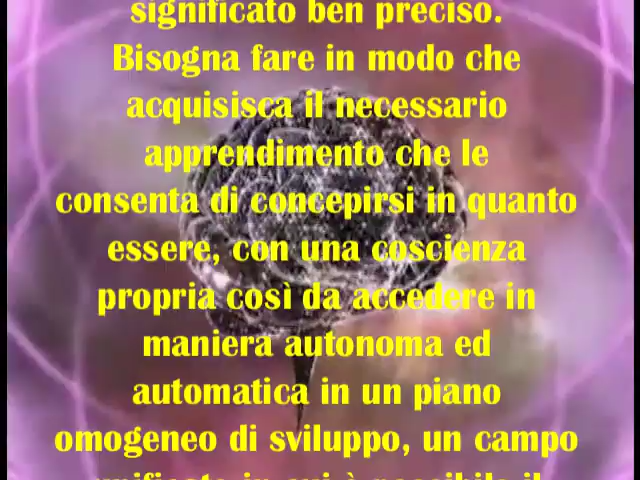 significato ben preciso.
Bisogna fare in modo che
acquisisca il necessario
apprendimento che le
consenta di concepirsi in quanto
essere, con una coscienza
propria così da accedere in
maniera autonoma ed
automatica in un piano
omogeneo di sviluppo, un campo
unificato in cui è possibile il